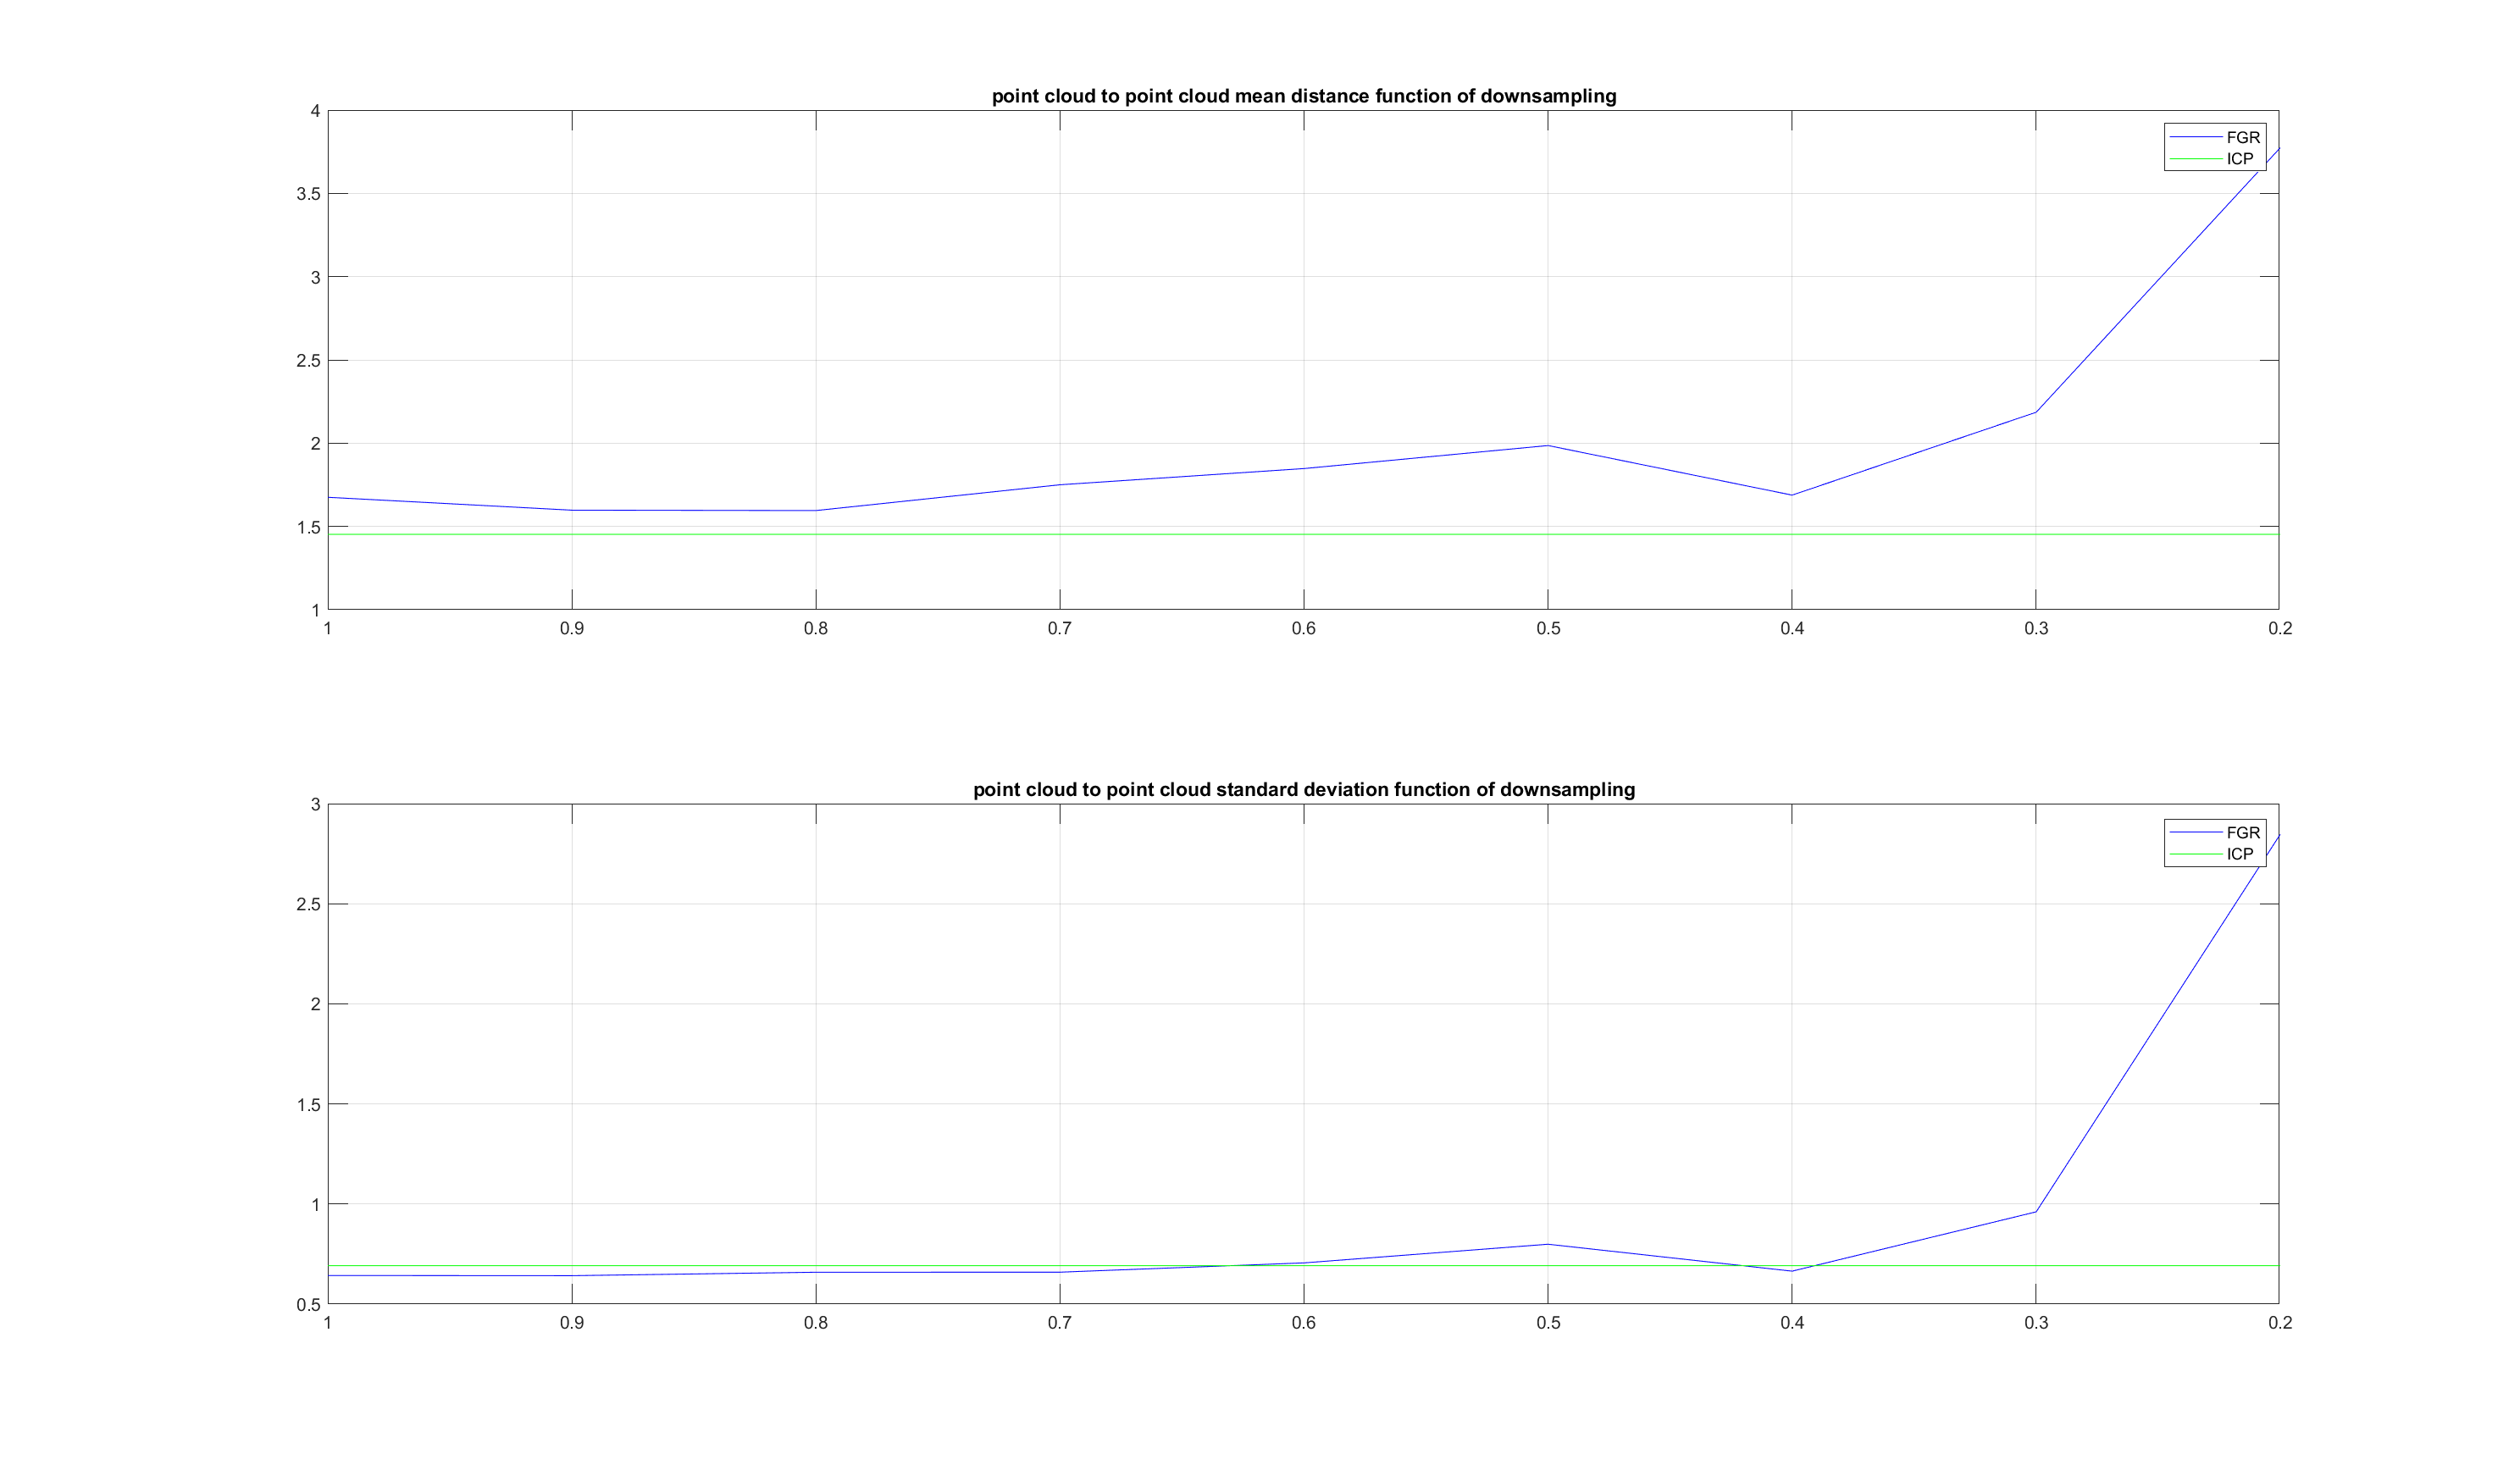 point cloud to point cloud mean distance function of downsampling
4
3.5
3
2.5
2
1.5
1
FGR
ICP
1 0.9 0.8 0.7 0.6 0.5 0.4 0.3 0.2
point cloud to point cloud standard deviation function of downsampling
3
2.5
2
1.5
1
0.5
FGR
ICP
1 0.9 0.8 0.7 0.6 0.5 0.4 0.3 0.2